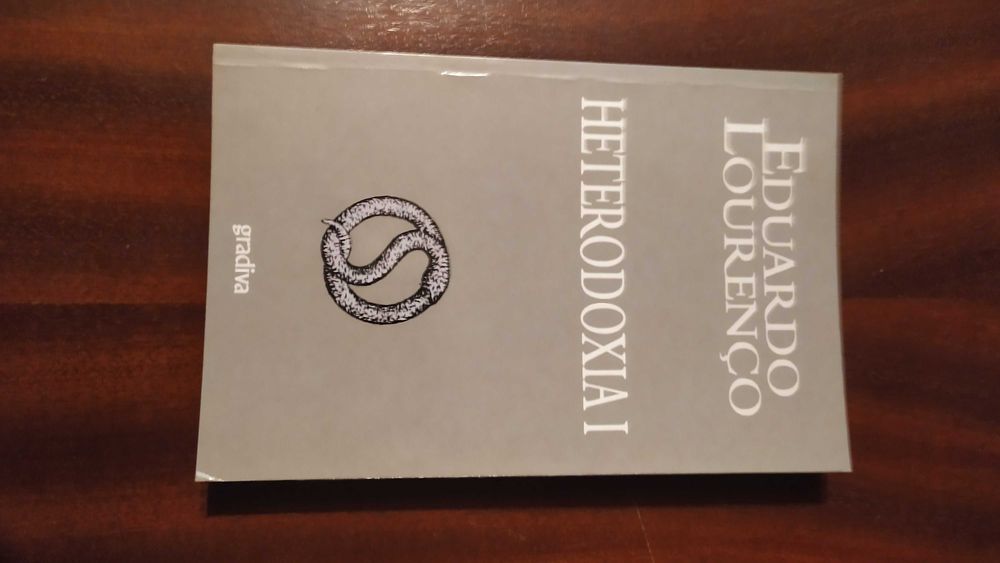 EDUARDO
LOURENÇO
HETERODOXIA I
gradiva